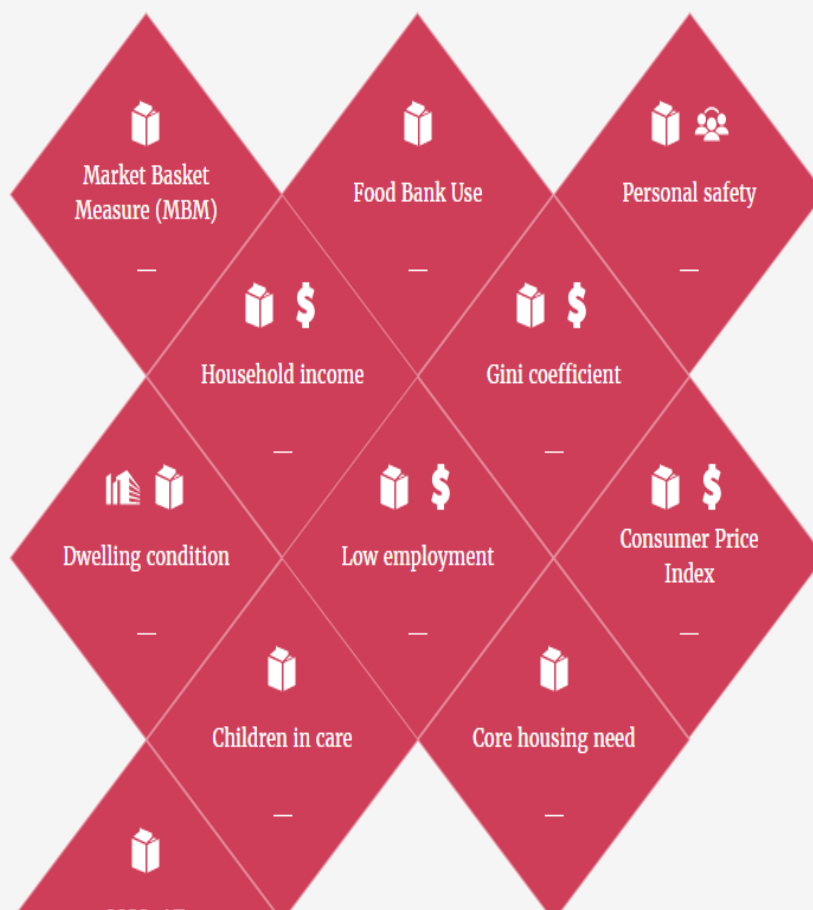 Market Basket
Measure (MBM)
Food Bank Use
Personal safety
Household income
Gini coefficient
Dwelling condition
Low employment
Consumer Price
Index
Children in care
Core housing need